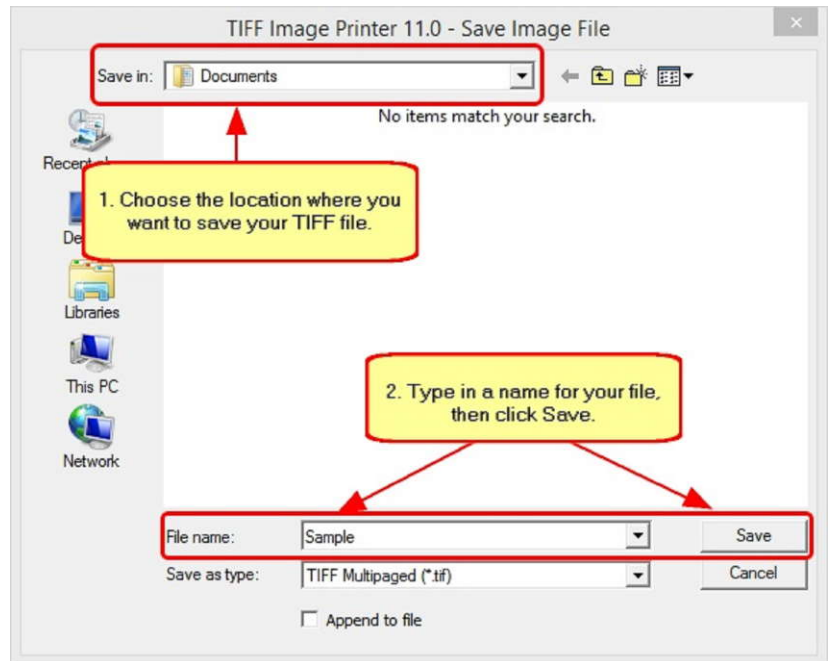 TIFF Image Printer 11.0 - Save Image File
Save in: Documents
No items match your search.
1. Choose the location where you
want to save your TIFF file.
Libraries
This PC
Network
2. Type in a name for your file,
then click Save.
File name: Sample Save
Save as type: TIFF Multipaged (*.tif) Cancel
Append to file